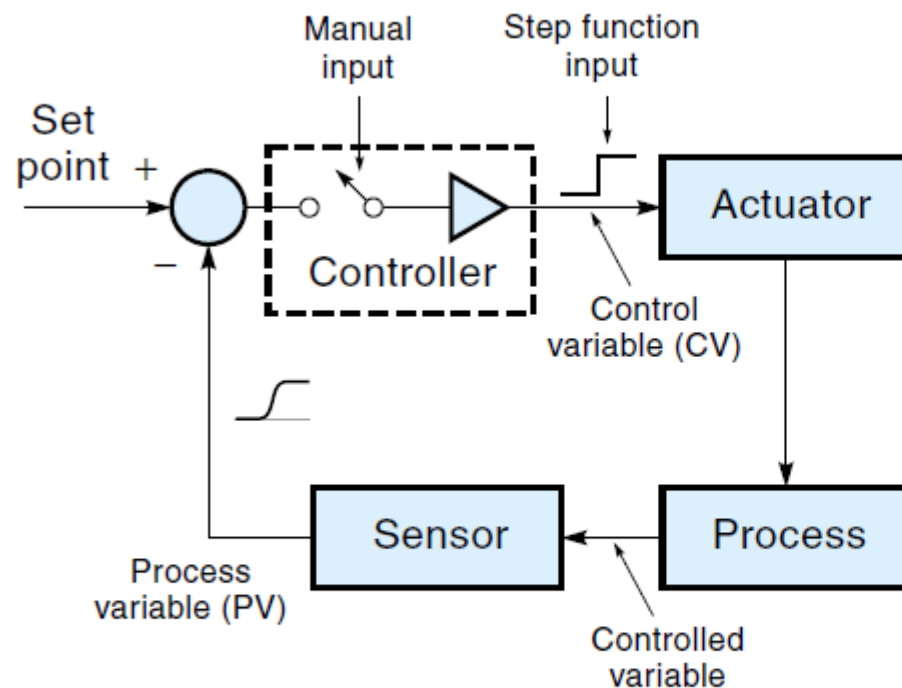 Manual
input
Step function
input
Set
point +
−
Controller
Actuator
Control
variable (CV)
Sensor
Process
Process
variable (PV)
Controlled
variable